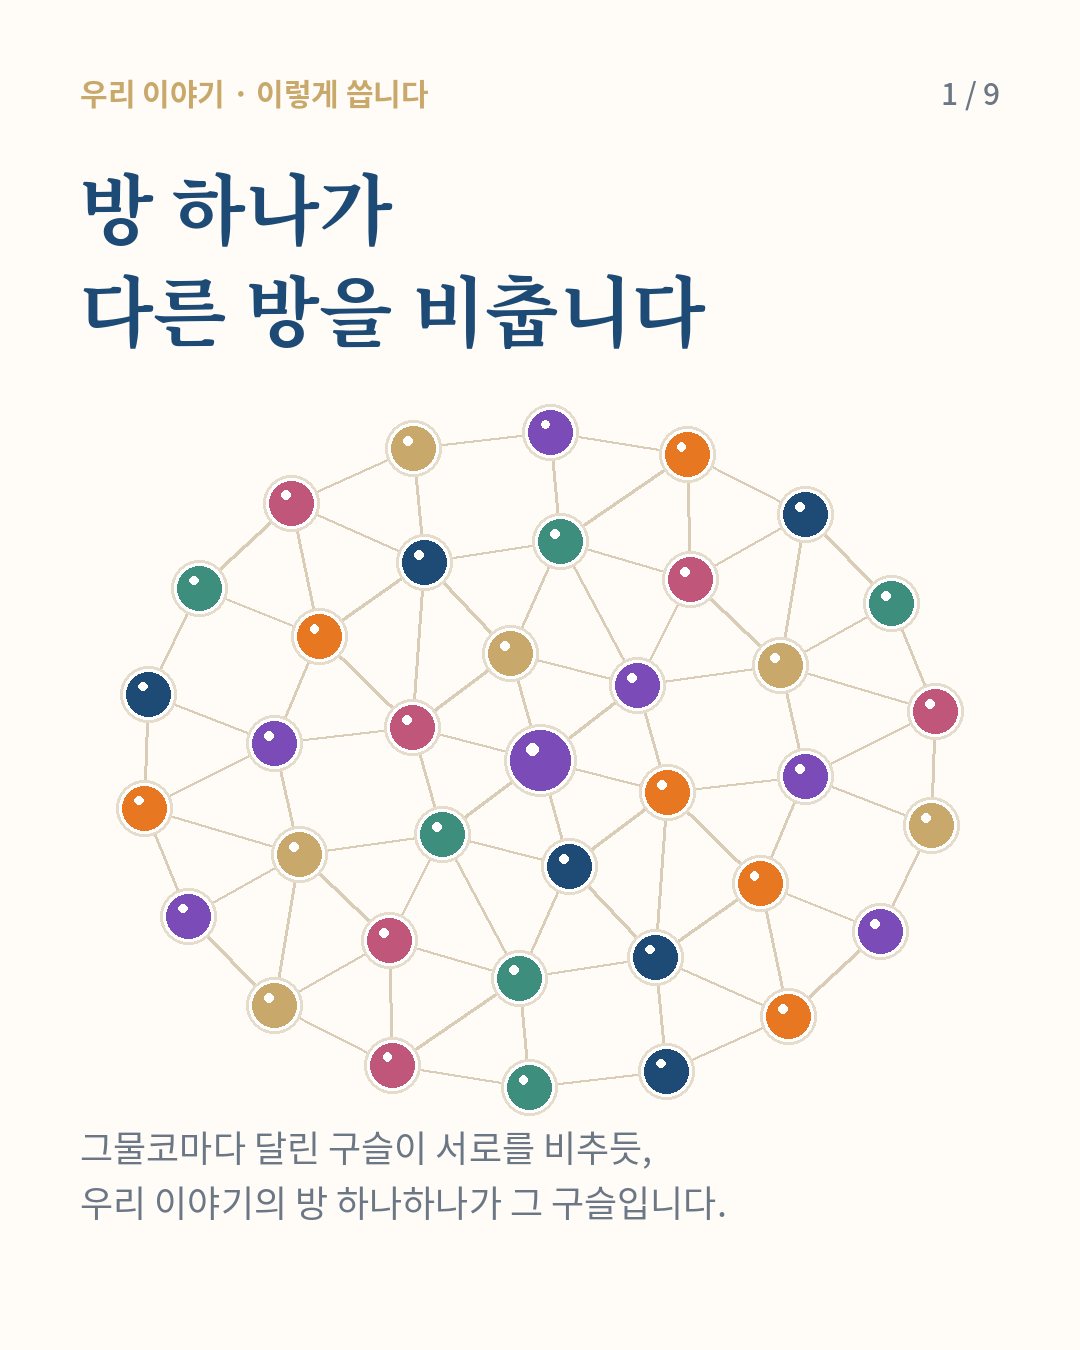 우리 이야기 · 이렇게 씁니다
1 / 9
방 하나가
다른 방을 비춥니다
그물코마다 달린 구슬이 서로를 비추듯,
우리 이야기의 방 하나하나가 그 구슬입니다.